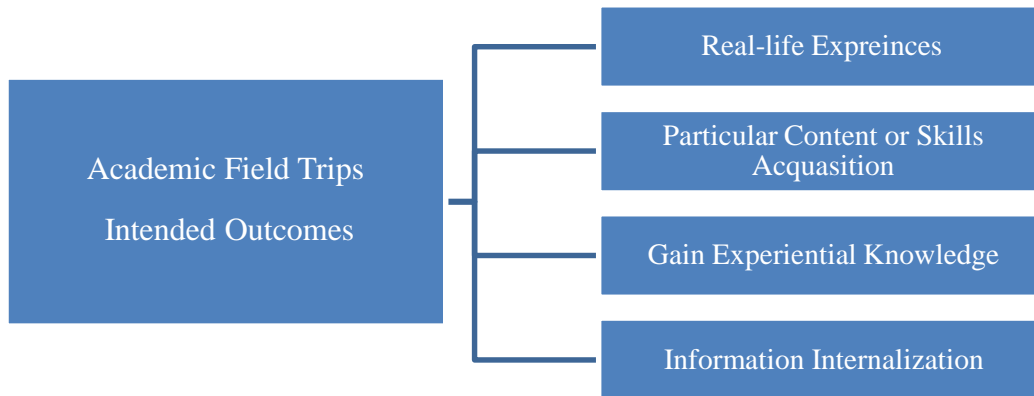 Academic Field Trips
Intended Outcomes
Real-life Expreinces
Particular Content or Skills
Acquasition
Gain Experiential Knowledge
Information Internalization